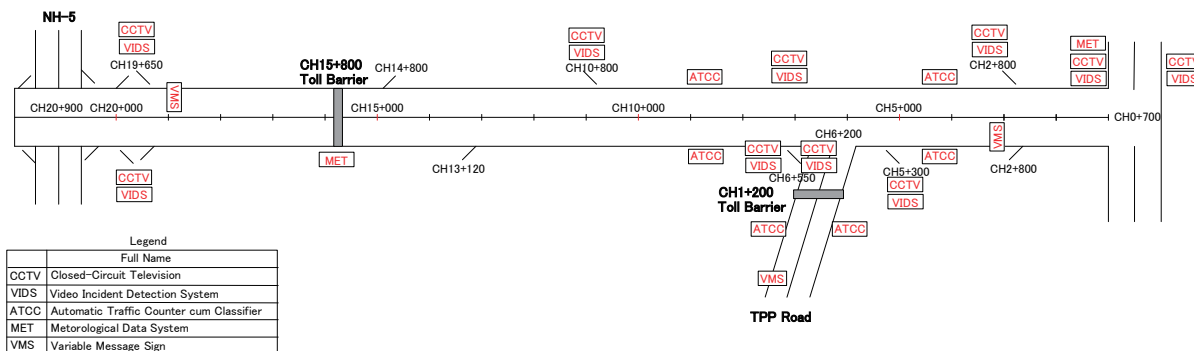 NH-5
CCTV
VIDS
CH19+650
VMS
CH15+800
Toll Barrier
CH14+800
CCTV
VIDS
CH10+800
ATCC
CCTV
VIDS
ATCC
CCTV
VIDS
CH2+800
MET
CCTV
VIDS
CCTV
VIDS
CH20+900
CH20+000
CH15+000
CH10+000
CH5+000
CH0+700
CH6+200
VMS
CCTV
VIDS
MET
CH13+120
ATCC
CCTV
VIDS
CCTV
VIDS
CH6+550
CH5+300
ATCC
CH2+800
CCTV
VIDS
CH1+200
Toll Barrier
ATCC
ATCC
VMS
TPP Road
Legend
Full Name
CCTV Closed-Circuit Television
VIDS Video Incident Detection System
ATCC Automatic Traffic Counter cum Classifier
MET Metorological Data System
VMS Variable Message Sign